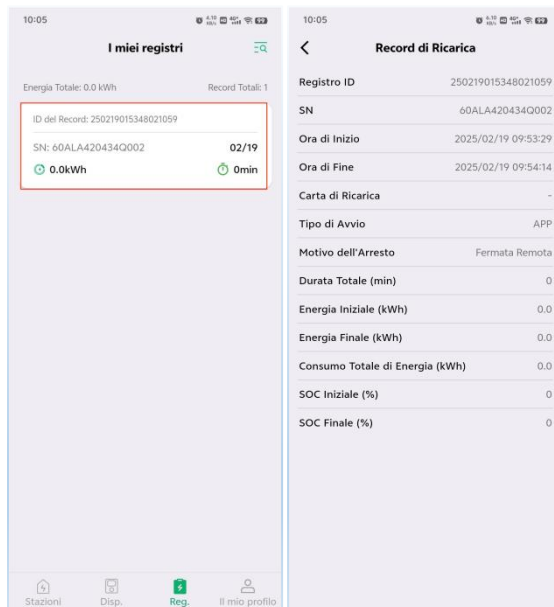 10:05
I miei registri
Energia Totale: 0.0 kWh Record Totali: 1
ID del Record: 250219015348021059
SN: 60ALA420434Q002 02/19
0.0kWh 0min
Stazioni Disp. Reg. Il mio profilo
10:05
Record di Ricarica
Registro ID 250219015348021059
SN 60ALA420434Q002
Ora di Inizio 2025/02/19 09:53:29
Ora di Fine 2025/02/19 09:54:14
Carta di Ricarica -
Tipo di Avvio APP
Motivo dell'Arresto Fermata Remota
Durata Totale (min) 0
Energia Iniziale (kWh) 0.0
Energia Finale (kWh) 0.0
Consumo Totale di Energia (kWh) 0.0
SOC Iniziale (%) 0
SOC Finale (%) 0